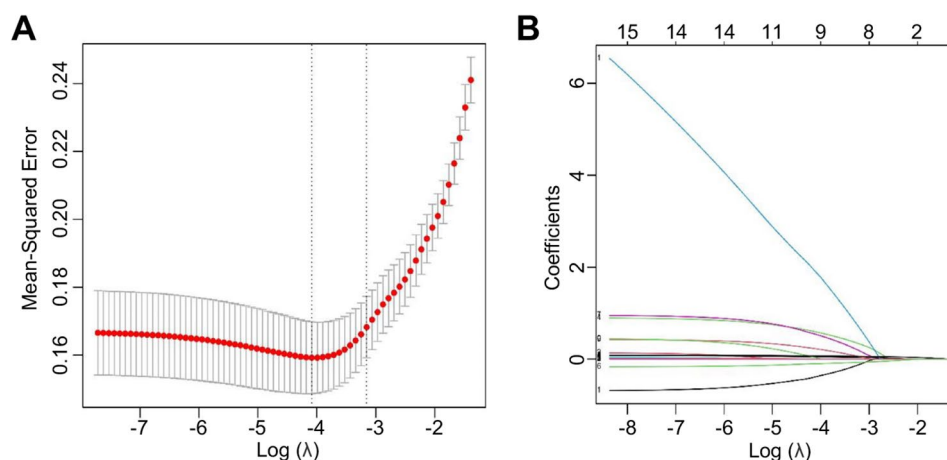 A
B
15 14 14 11 9 8 2
0.24
0.22
0.20
0.18
0.16
Mean-Squared Error
-7 -6 -5 -4 -3 -2
Log (λ)
6
4
2
0
Coefficients
1
1
-8 -7 -6 -5 -4 -3 -2
Log (λ)